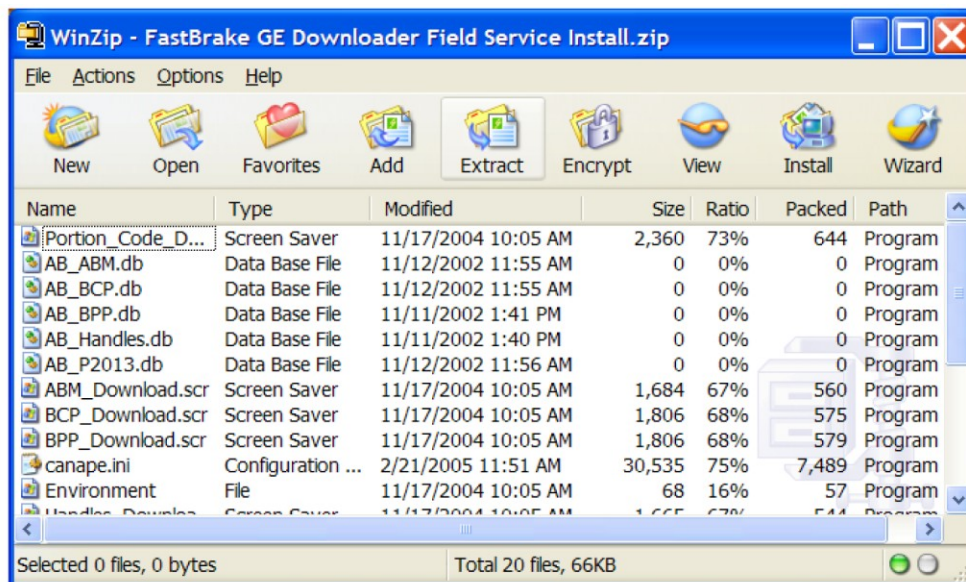 WinZip - FastBrake GE Downloader Field Service Install.zip
File Actions Options Help
New Open Favorites Add Extract Encrypt View Install Wizard
Name Type Modified Size Ratio Packed Path
Portion_Code_D... Screen Saver 11/17/2004 10:05 AM 2,360 73% 644 Program
AB_ABM.db Data Base File 11/12/2002 11:55 AM 0 0% 0 Program
AB_BCP.db Data Base File 11/12/2002 11:55 AM 0 0% 0 Program
AB_BPP.db Data Base File 11/11/2002 1:41 PM 0 0% 0 Program
AB_Handles.db Data Base File 11/11/2002 1:40 PM 0 0% 0 Program
AB_P2013.db Data Base File 11/12/2002 11:56 AM 0 0% 0 Program
ABM_Download.scr Screen Saver 11/17/2004 10:05 AM 1,684 67% 560 Program
BCP_Download.scr Screen Saver 11/17/2004 10:05 AM 1,806 68% 575 Program
BPP_Download.scr Screen Saver 11/17/2004 10:05 AM 1,806 68% 579 Program
canape.ini Configuration ... 2/21/2005 11:51 AM 30,535 75% 7,489 Program
Environment File 11/17/2004 10:05 AM 68 16% 57 Program
Selected 0 files, 0 bytes Total 20 files, 66KB